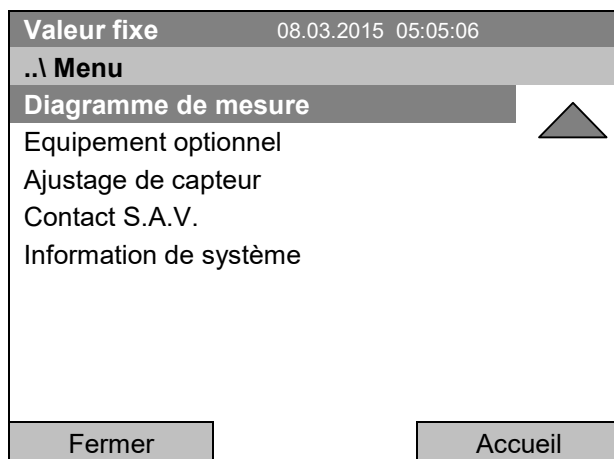 Valeur fixe 08.03.2015 05:05:06
..\ Menu
Diagramme de mesure
Equipement optionnel
Ajustage de capteur
Contact S.A.V.
Information de système
Fermer Accueil